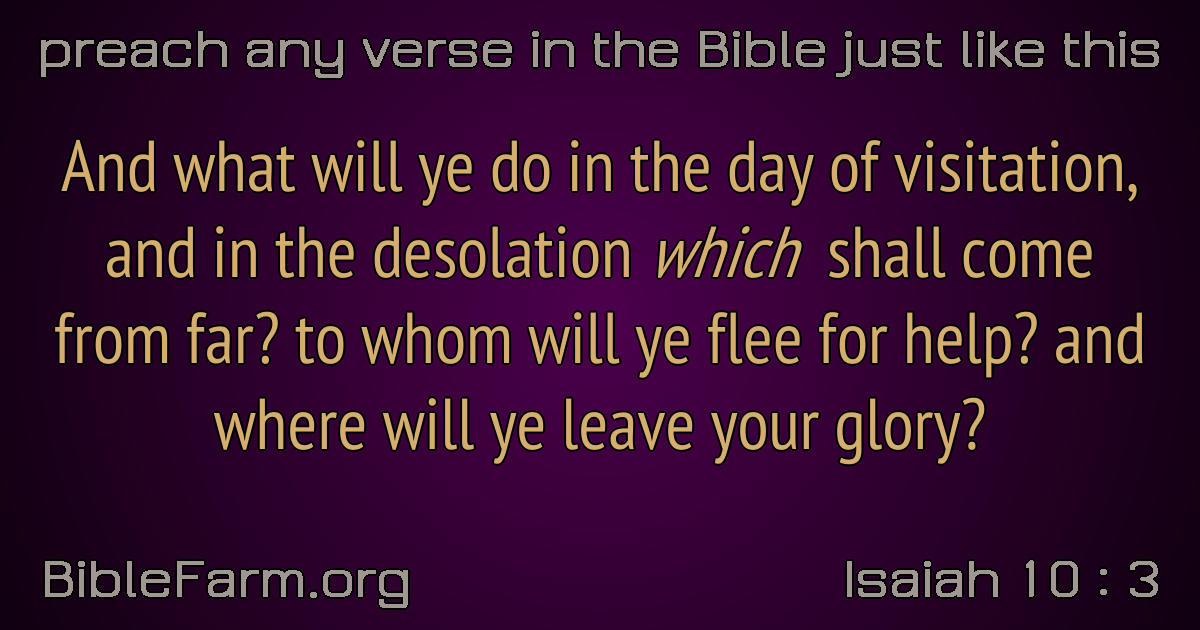 preach any verse in the Bible just like this
And what will ye do in the day of visitation,
and in the desolation which shall come
from far? to whom will ye flee for help? and
where will ye leave your glory?
BibleFarm.org
Isaiah 10 : 3